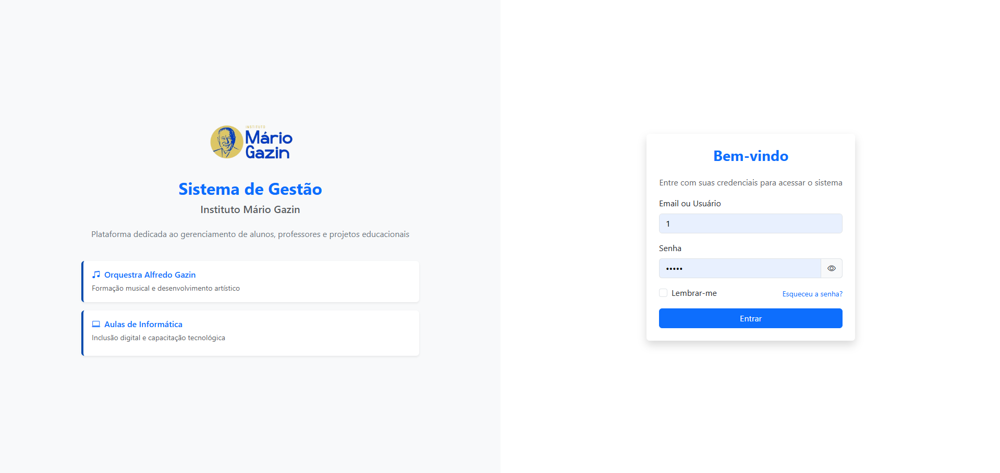 INSTITUTO
Mário
Gazin
Sistema de Gestão
Instituto Mário Gazin
Plataforma dedicada ao gerenciamento de alunos, professores e projetos educacionais
Orquestra Alfredo Gazin
Formação musical e desenvolvimento artístico
Aulas de Informática
Inclusão digital e capacitação tecnológica
Bem-vindo
Entre com suas credenciais para acessar o sistema
Email ou Usuário
1
Senha
•••••
Lembrar-me
Esqueceu a senha?
Entrar